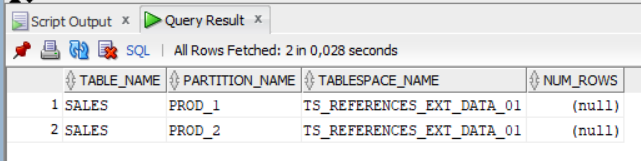 Script Output x Query Result x
SQL | All Rows Fetched: 2 in 0,028 seconds
TABLE_NAME PARTITION_NAME TABLESPACE_NAME NUM_ROWS
1 SALES PROD_1 TS_REFERENCES_EXT_DATA_01 (null)
2 SALES PROD_2 TS_REFERENCES_EXT_DATA_01 (null)